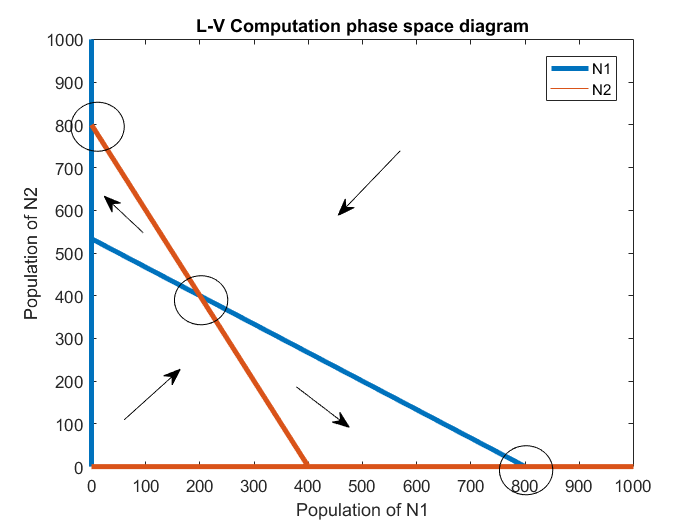 L-V Computation phase space diagram
1000
900
800
700
600
500
400
300
200
100
0
Population of N2
N1
N2
0 100 200 300 400 500 600 700 800 900 1000
Population of N1